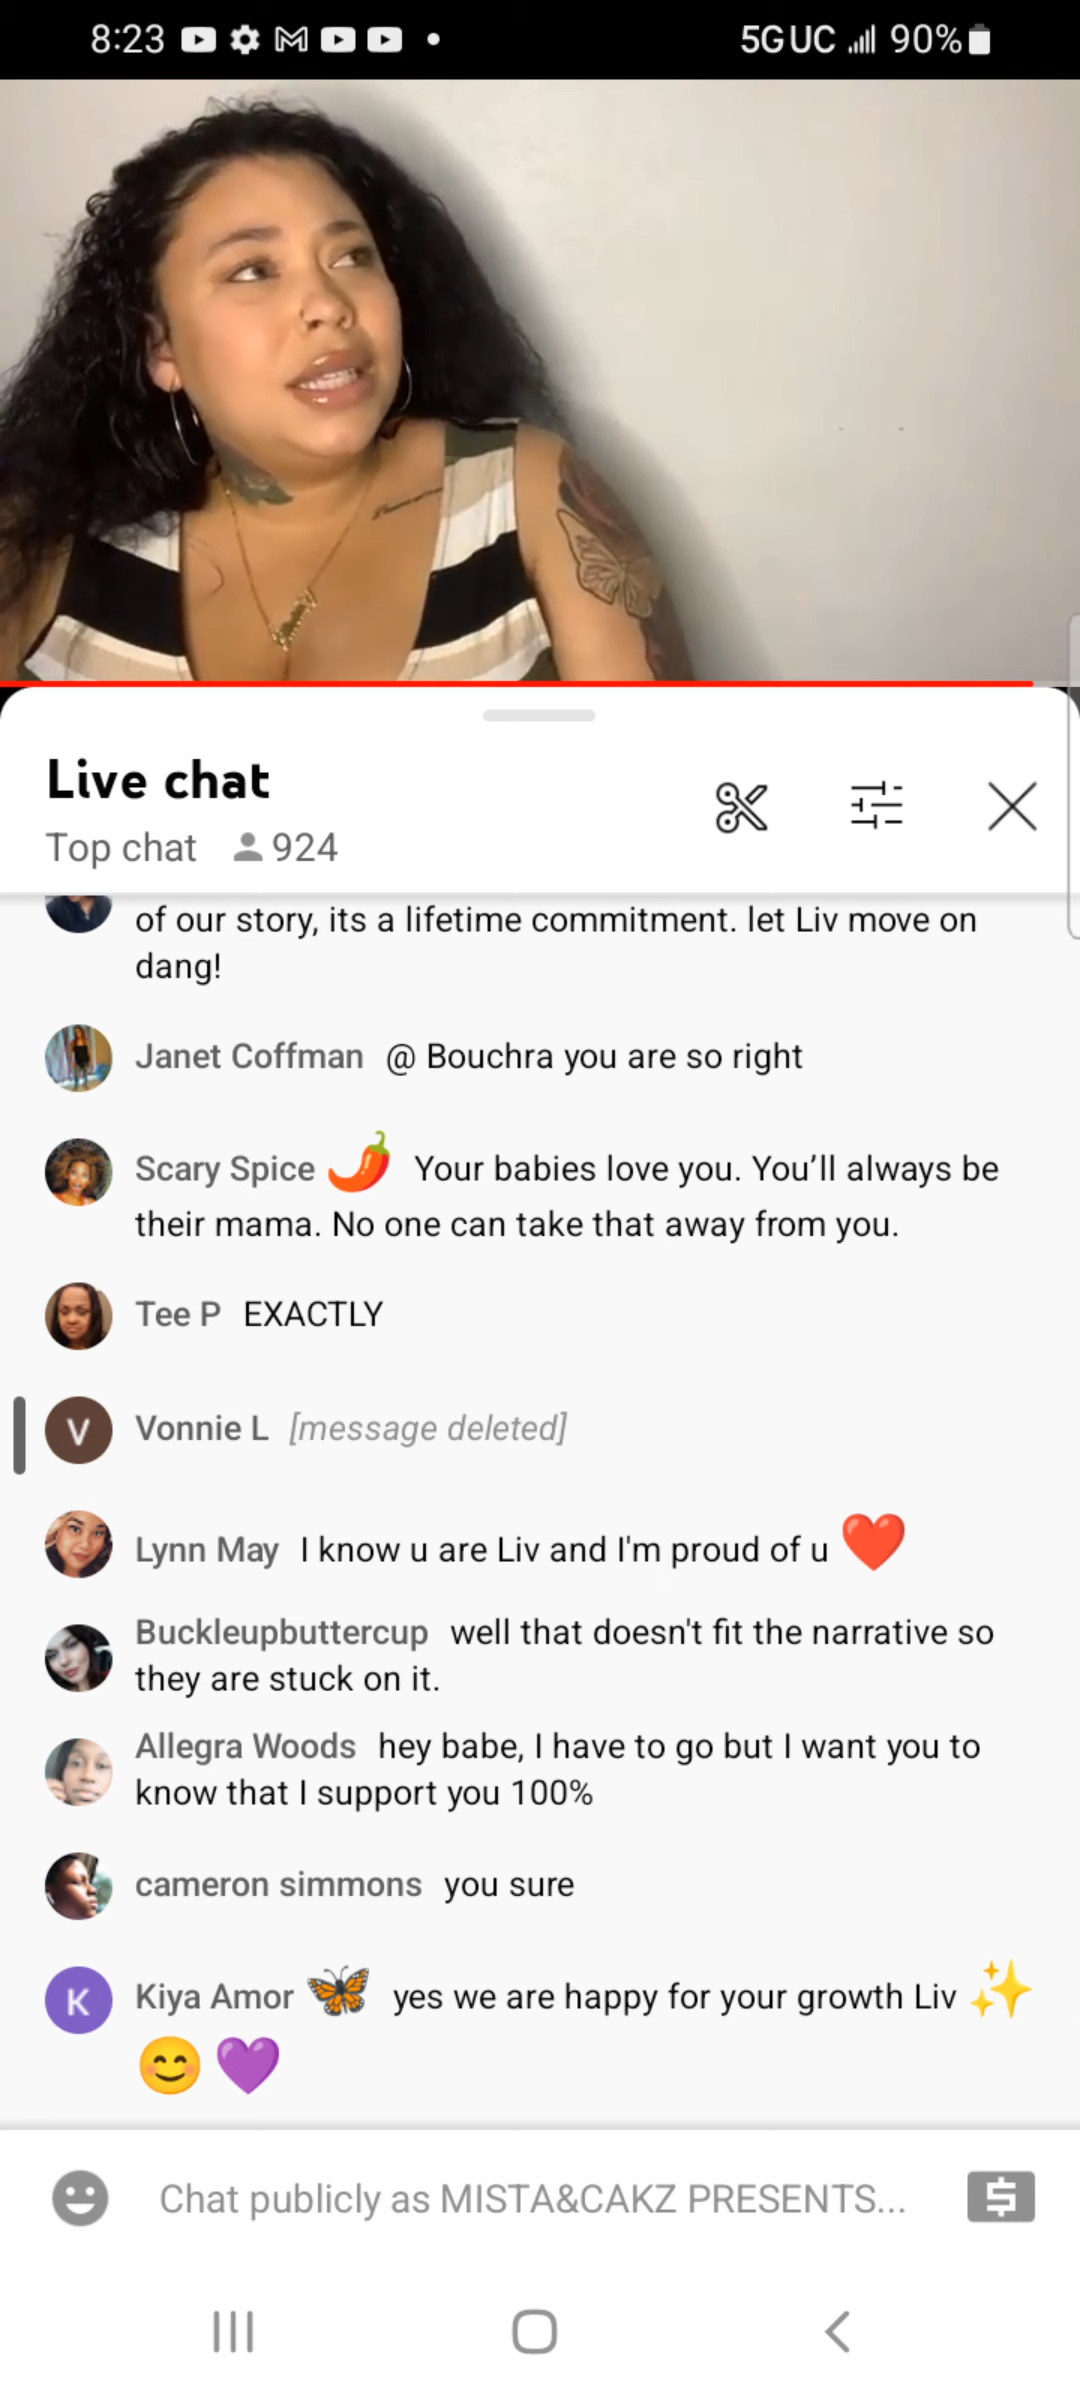 8:23 5G UC 90%
Live chat
Top chat 924
of our story, its a lifetime commitment. let Liv move on
dang!
Janet Coffman @ Bouchra you are so right
Scary Spice 🌶️ Your babies love you. You’ll always be
their mama. No one can take that away from you.
Tee P EXACTLY
V Vonnie L [message deleted]
Lynn May I know u are Liv and I'm proud of u ❤️
Buckleupbuttercup well that doesn't fit the narrative so
they are stuck on it.
Allegra Woods hey babe, I have to go but I want you to
know that I support you 100%
cameron simmons you sure
K Kiya Amor 🦋 yes we are happy for your growth Liv ✨
😊 💜
Chat publicly as MISTA&CAKZ PRESENTS...